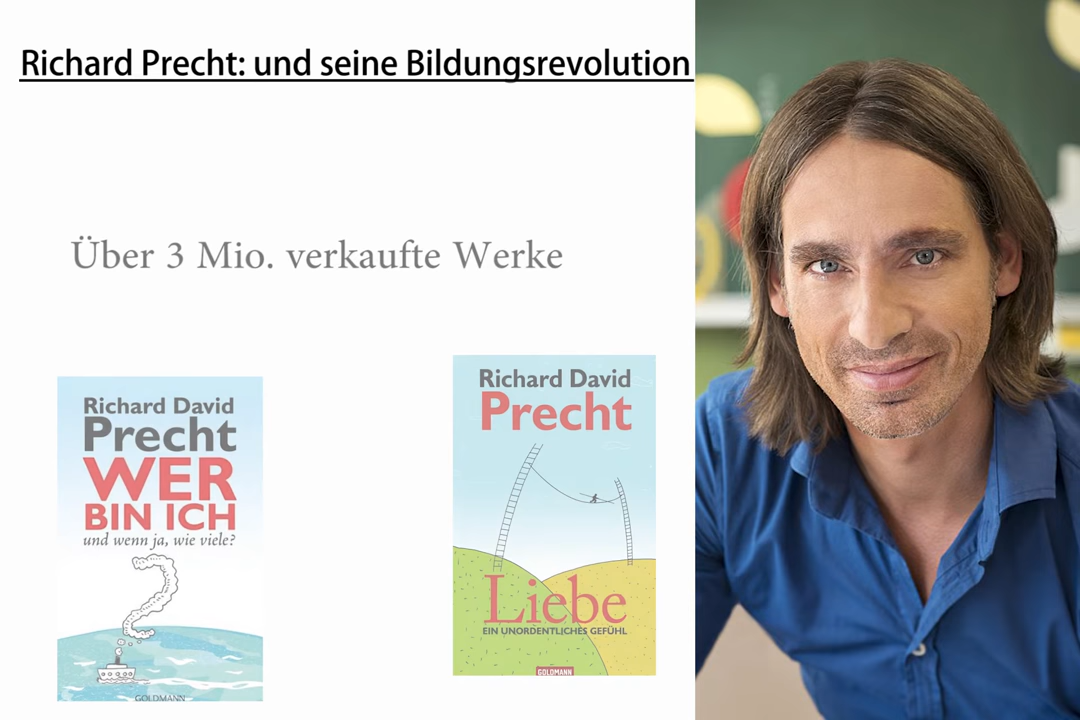 Richard Precht: und seine Bildungsrevolution
Über 3 Mio. verkaufte Werke
Richard David
Precht
WER
BIN ICH
und wenn ja, wie viele?
GOLDMANN
Richard David
Precht
Liebe
EIN UNORDENTLICHES GEFÜHL
GOLDMANN